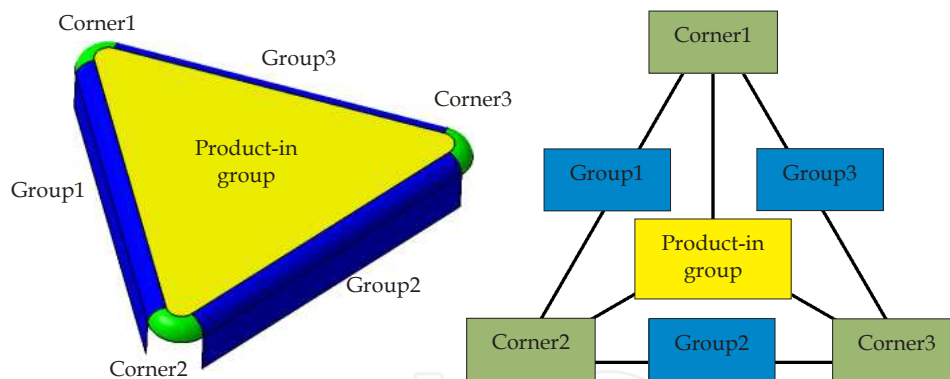 Corner1
Group3
Corner3
Product-in
group
Group1
Group2
Corner2
Corner1
Group1
Group3
Product-in
group
Corner2
Group2
Corner3